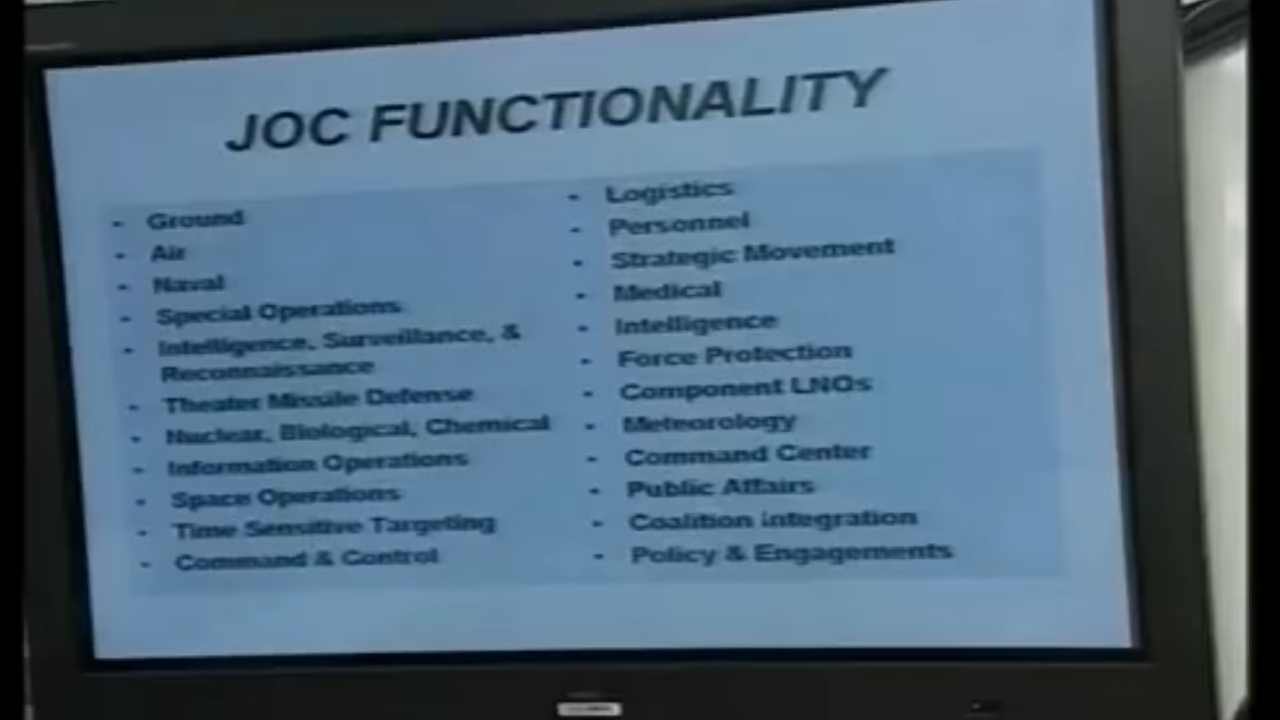 JOC FUNCTIONALITY
- Ground
- Air
- Naval
- Special Operations
- Intelligence, Surveillance, &
Reconnaissance
- Theater Missile Defense
- Nuclear, Biological, Chemical
- Information Operations
- Space Operations
- Time Sensitive Targeting
- Command & Control
- Logistics
- Personnel
- Strategic Movement
- Medical
- Intelligence
- Force Protection
- Component LNOs
- Meteorology
- Command Center
- Public Affairs
- Coalition integration
- Policy & Engagements